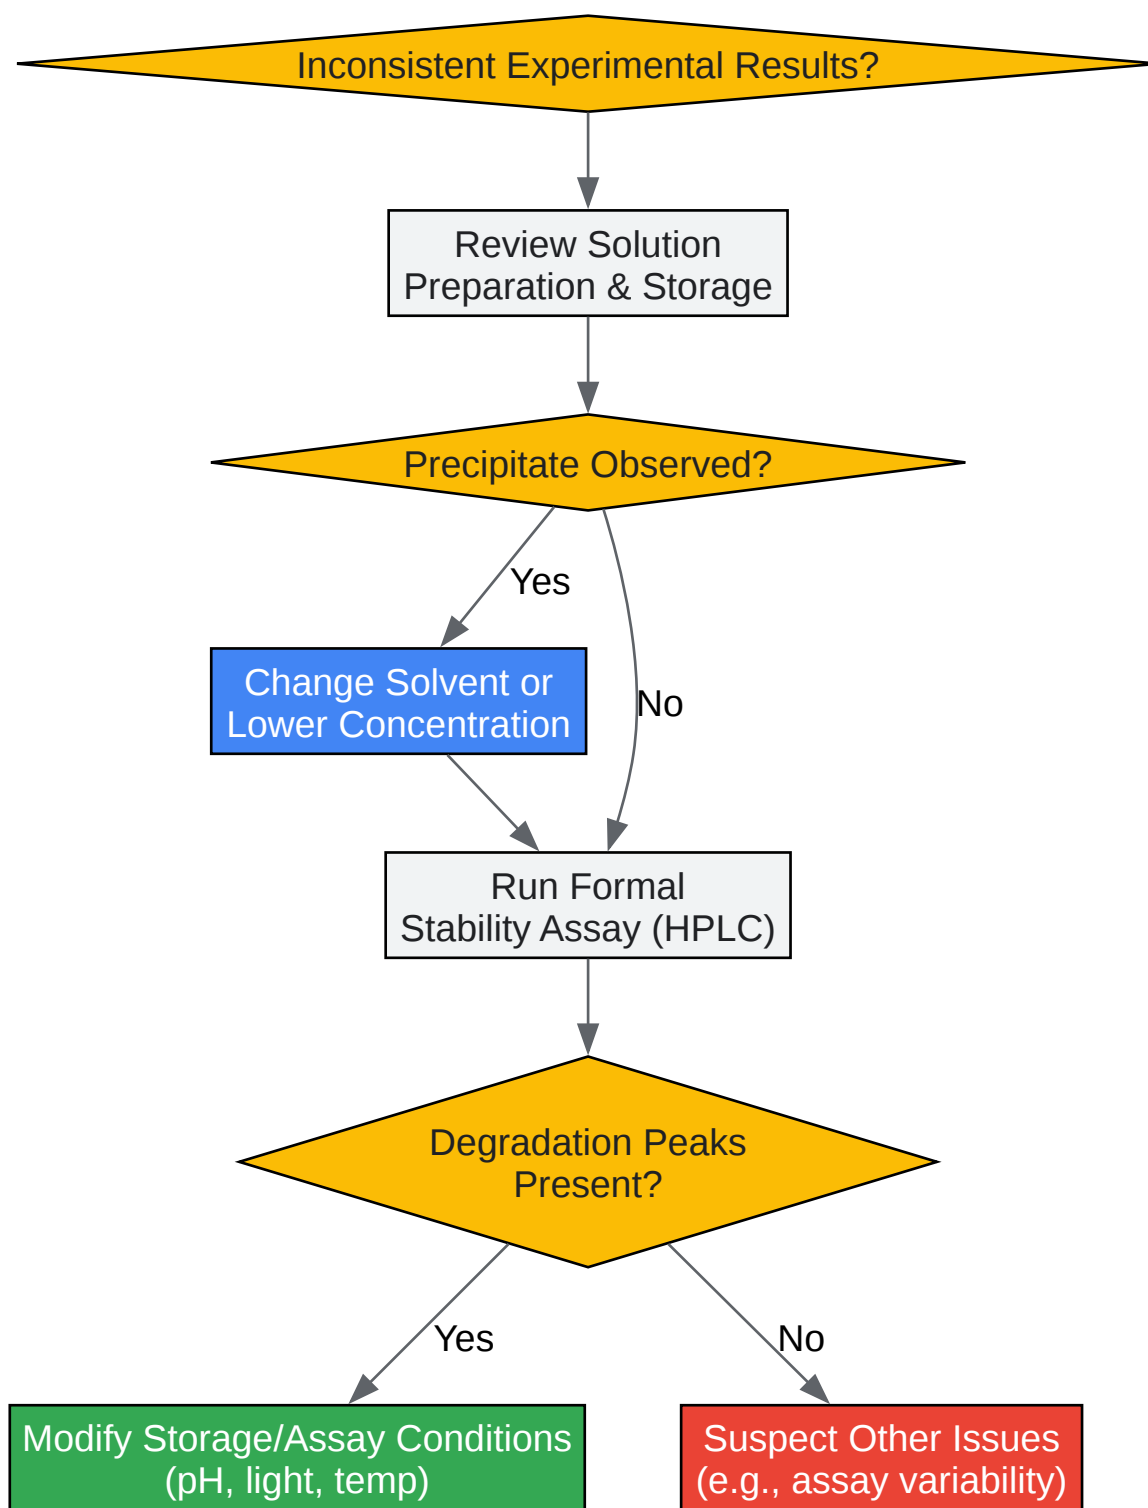 Inconsistent Experimental Results?
Review Solution
Preparation & Storage
Precipitate Observed?
Yes
Change Solvent or
Lower Concentration
No
Run Formal
Stability Assay (HPLC)
Degradation Peaks
Present?
Yes
No
Modify Storage/Assay Conditions
(pH, light, temp)
Suspect Other Issues
(e.g., assay variability)